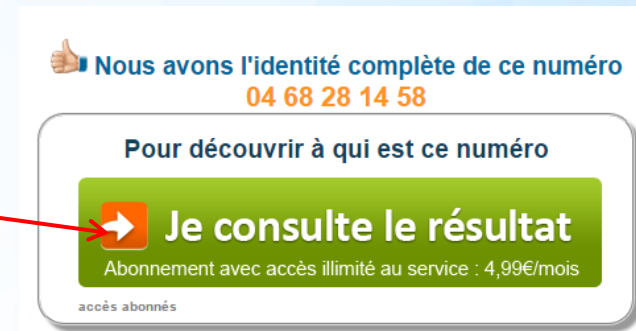 Nous avons l'identité complète de ce numéro
04 68 28 14 58
Pour découvrir à qui est ce numéro
Je consulte le résultat
Abonnement avec accès illimité au service : 4,99€/mois
accès abonnés